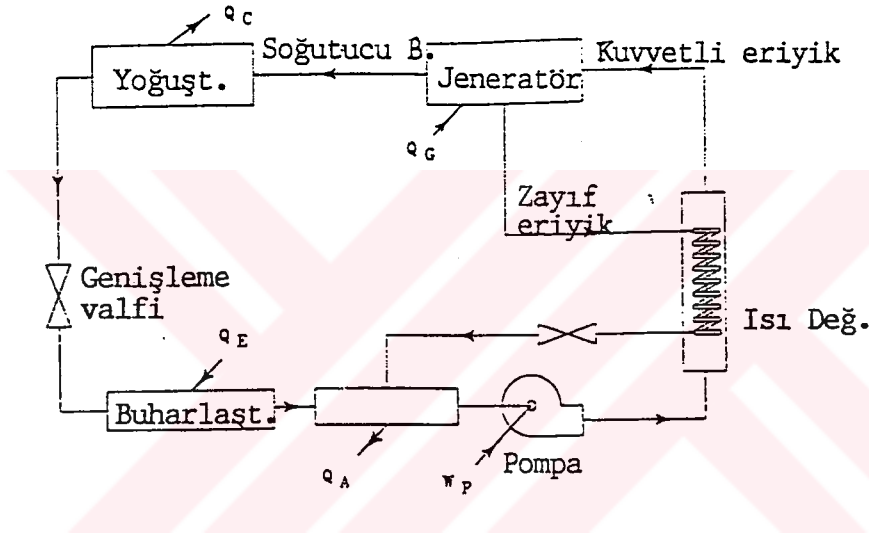 Q C
Soğutucu B.
Kuvvetli eriyik
Yoğuşt.
Jeneratör
Q G
Zayıf
eriyik
Genişleme
valfi
Isı Değ.
Q E
Buharlaşt.
Q A
W P
Pompa